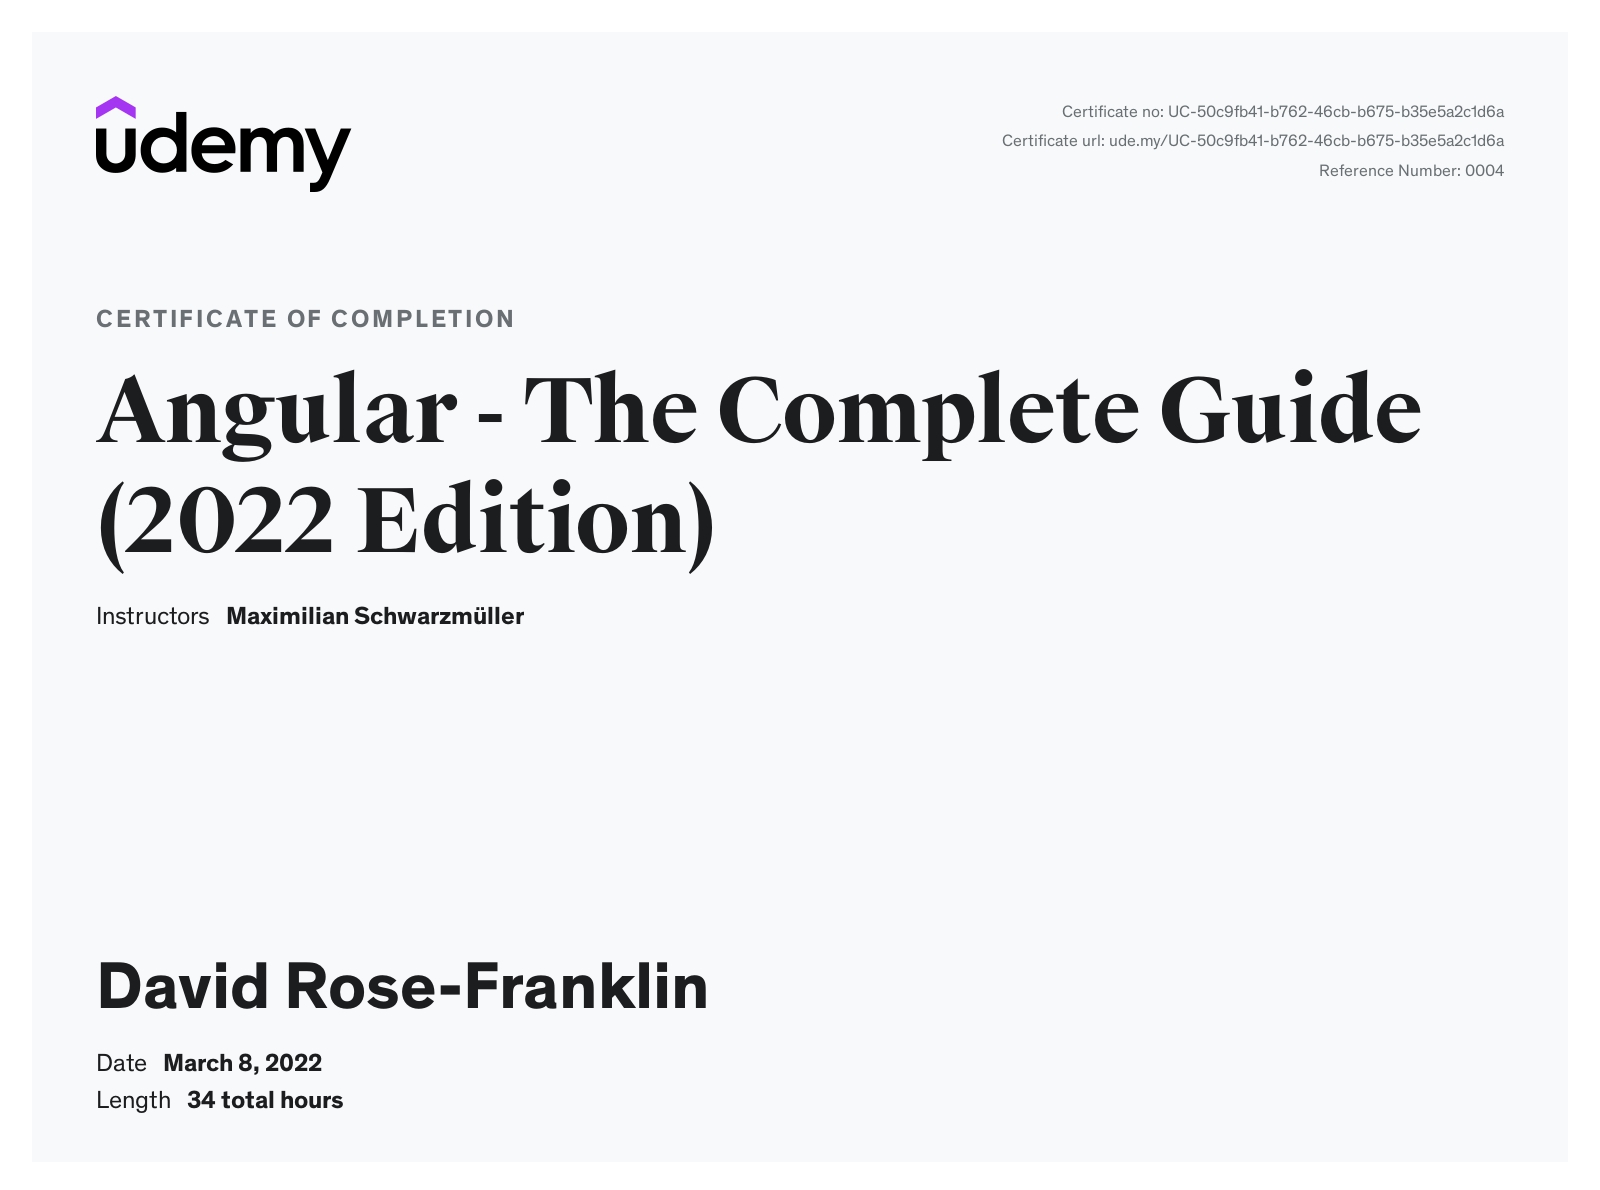 udemy
Certificate no: UC-50c9fb41-b762-46cb-b675-b35e5a2c1d6a
Certificate url: ude.my/UC-50c9fb41-b762-46cb-b675-b35e5a2c1d6a
Reference Number: 0004
CERTIFICATE OF COMPLETION
Angular - The Complete Guide
(2022 Edition)
Instructors Maximilian Schwarzmüller
David Rose-Franklin
Date March 8, 2022
Length 34 total hours